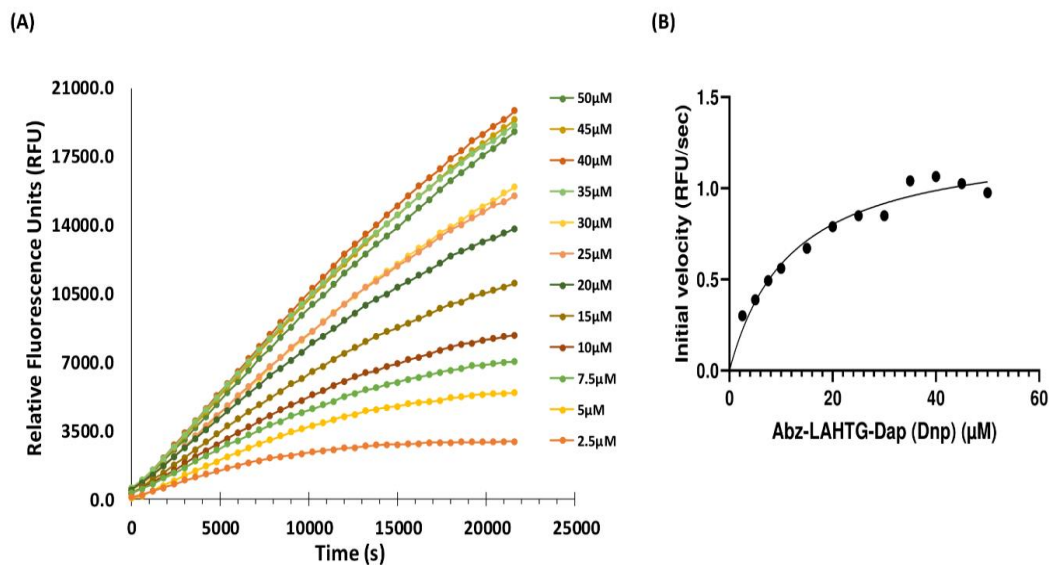 (A)
(B)
Relative Fluorescence Units (RFU)
21000.0
17500.0
14000.0
10500.0
7000.0
3500.0
0.0
0 5000 10000 15000 20000 25000
Time (s)
50µM
45µM
40µM
35µM
30µM
25µM
20µM
15µM
10µM
7.5µM
5µM
2.5µM
Initial velocity (RFU/sec)
1.5
1.0
0.5
0.0
0 20 40 60
Abz-LAHTG-Dap (Dnp) (µM)